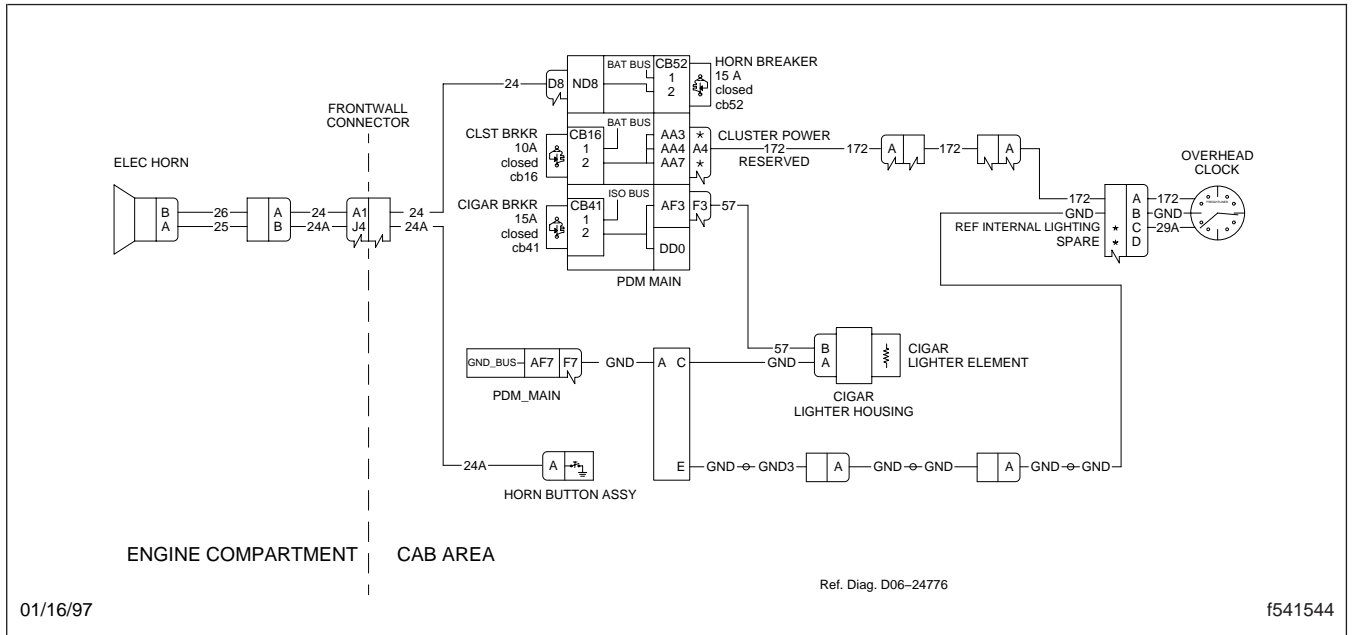 BAT BUS
CB52
HORN BREAKER
1
15 A
2
closed
cb52
24
D8
ND8
FRONTWALL
CONNECTOR
BAT BUS
CLST BRKR
CB16
AA3
*
CLUSTER POWER
10A
1
AA4
A4
172
172
A
172
A
closed
2
AA7
*
RESERVED
cb16
ELEC HORN
OVERHEAD
CLOCK
ISO BUS
CIGAR BRKR
CB41
AF3
F3
57
15A
1
closed
2
cb41
DD0
PDM MAIN
B
26
A
24
A1
24
A
25
B
24A
J4
24A
172
A
172
GND
B
GND
REF INTERNAL LIGHTING
*
C
29A
SPARE
*
D
57
B
CIGAR
GND
A
LIGHTER ELEMENT
GND_BUS
AF7
F7
GND
A
C
PDM_MAIN
CIGAR
LIGHTER HOUSING
24A
A
E
GND
GND3
A
GND
GND
A
GND
GND
HORN BUTTON ASSY
ENGINE COMPARTMENT
CAB AREA
Ref. Diag. D06–24776
01/16/97
f541544